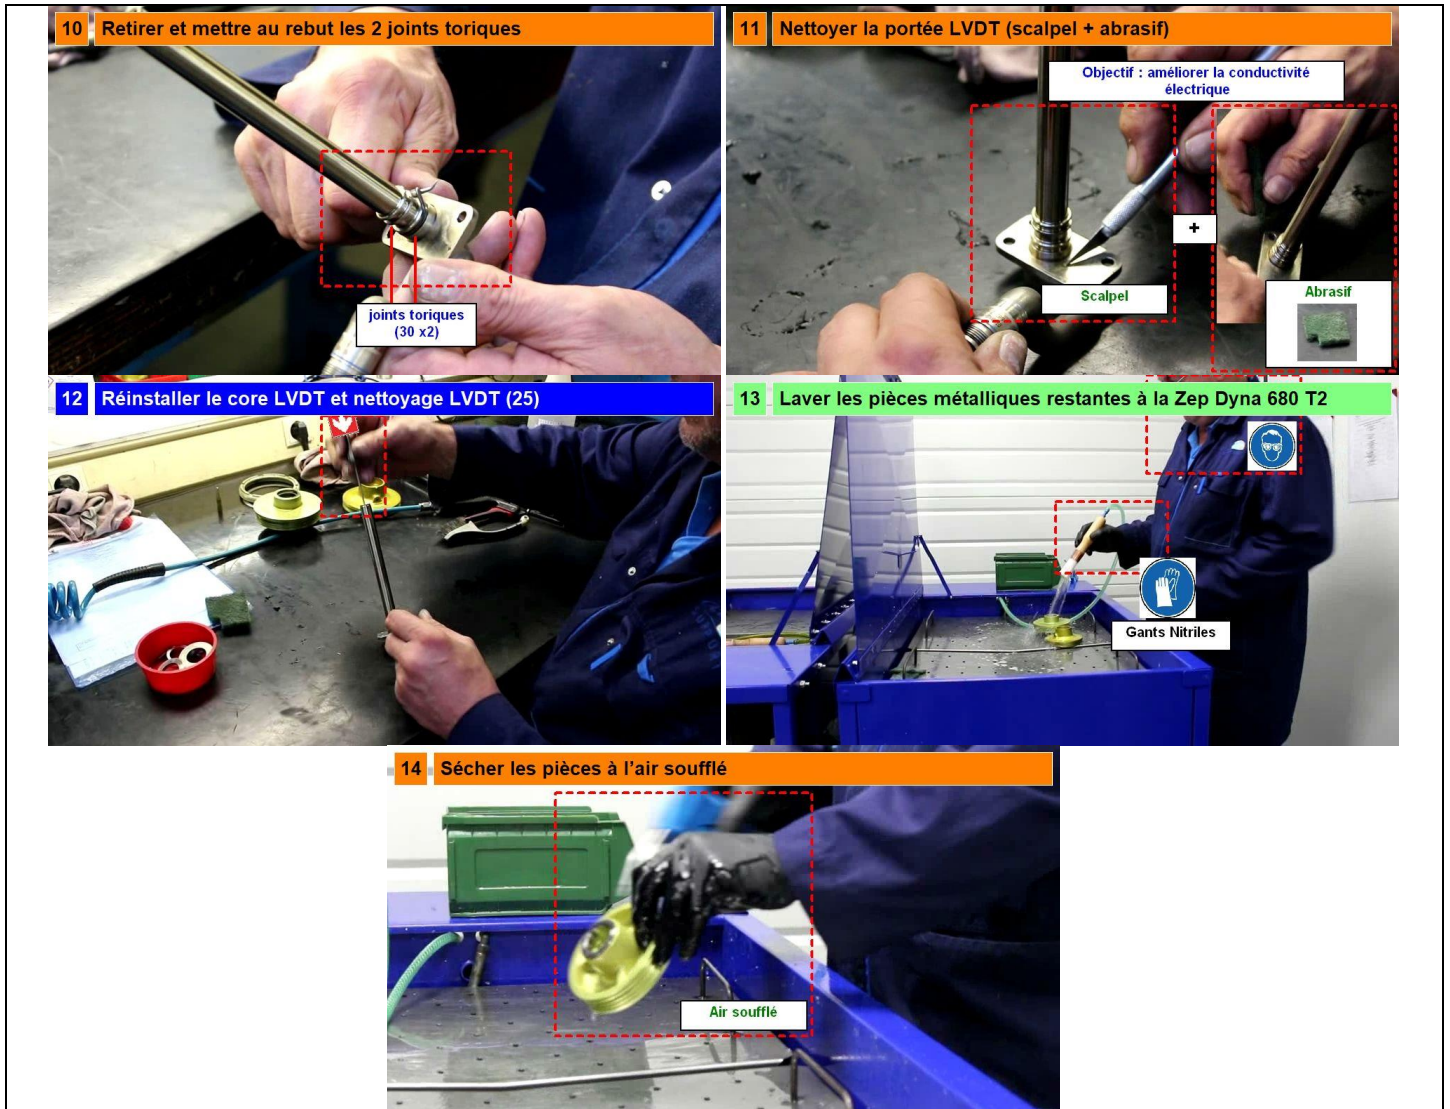 10 Retirer et mettre au rebut les 2 joints toriques
joints toriques
(30 x2)
11 Nettoyer la portée LVDT (scalpel + abrasif)
Objectif : améliorer la conductivité
électrique
Scalpel
+
Abrasif
12 Réinstaller le core LVDT et nettoyage LVDT (25)
13 Laver les pièces métalliques restantes à la Zep Dyna 680 T2
Gants Nitriles
14 Sécher les pièces à l'air soufflé
Air soufflé